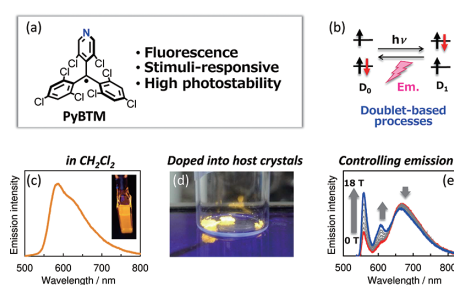 (a)
N
Cl
Cl
Cl
Cl
Cl
Cl
Cl
Cl
PyBTM
• Fluorescence
• Stimuli-responsive
• High photostability
(b)
hν
Em.
D0
D1
Doublet-based
processes
in CH2Cl2
(c)
Emission intensity
500 600 700 800
Wavelength / nm
Doped into host crystals
(d)
Controlling emission
(e)
18 T
0 T
Emission intensity
500 600 700 800
Wavelength / nm